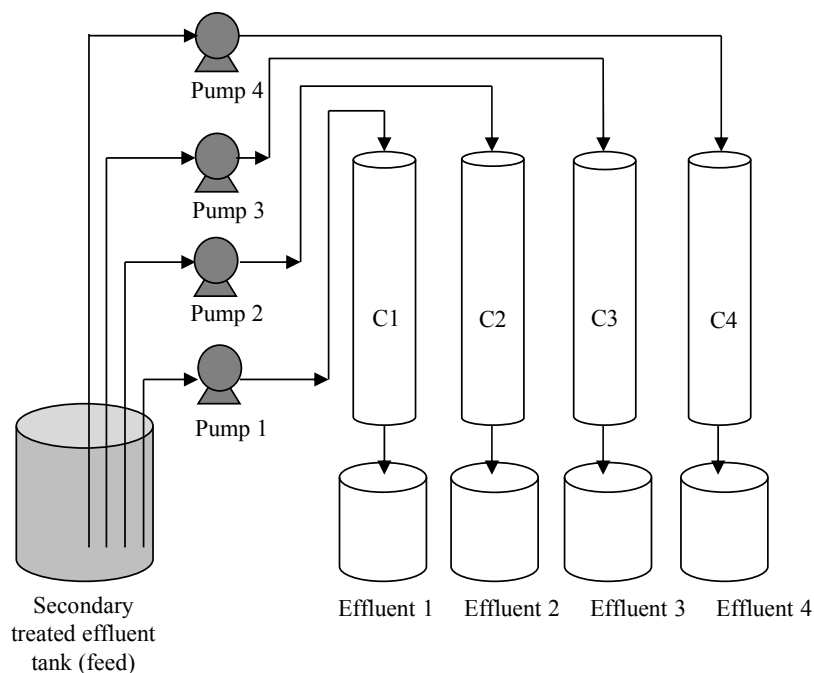 Pump 4
Pump 3
Pump 2
Pump 1
C1
C2
C3
C4
Secondary
treated effluent
tank (feed)
Effluent 1
Effluent 2
Effluent 3
Effluent 4